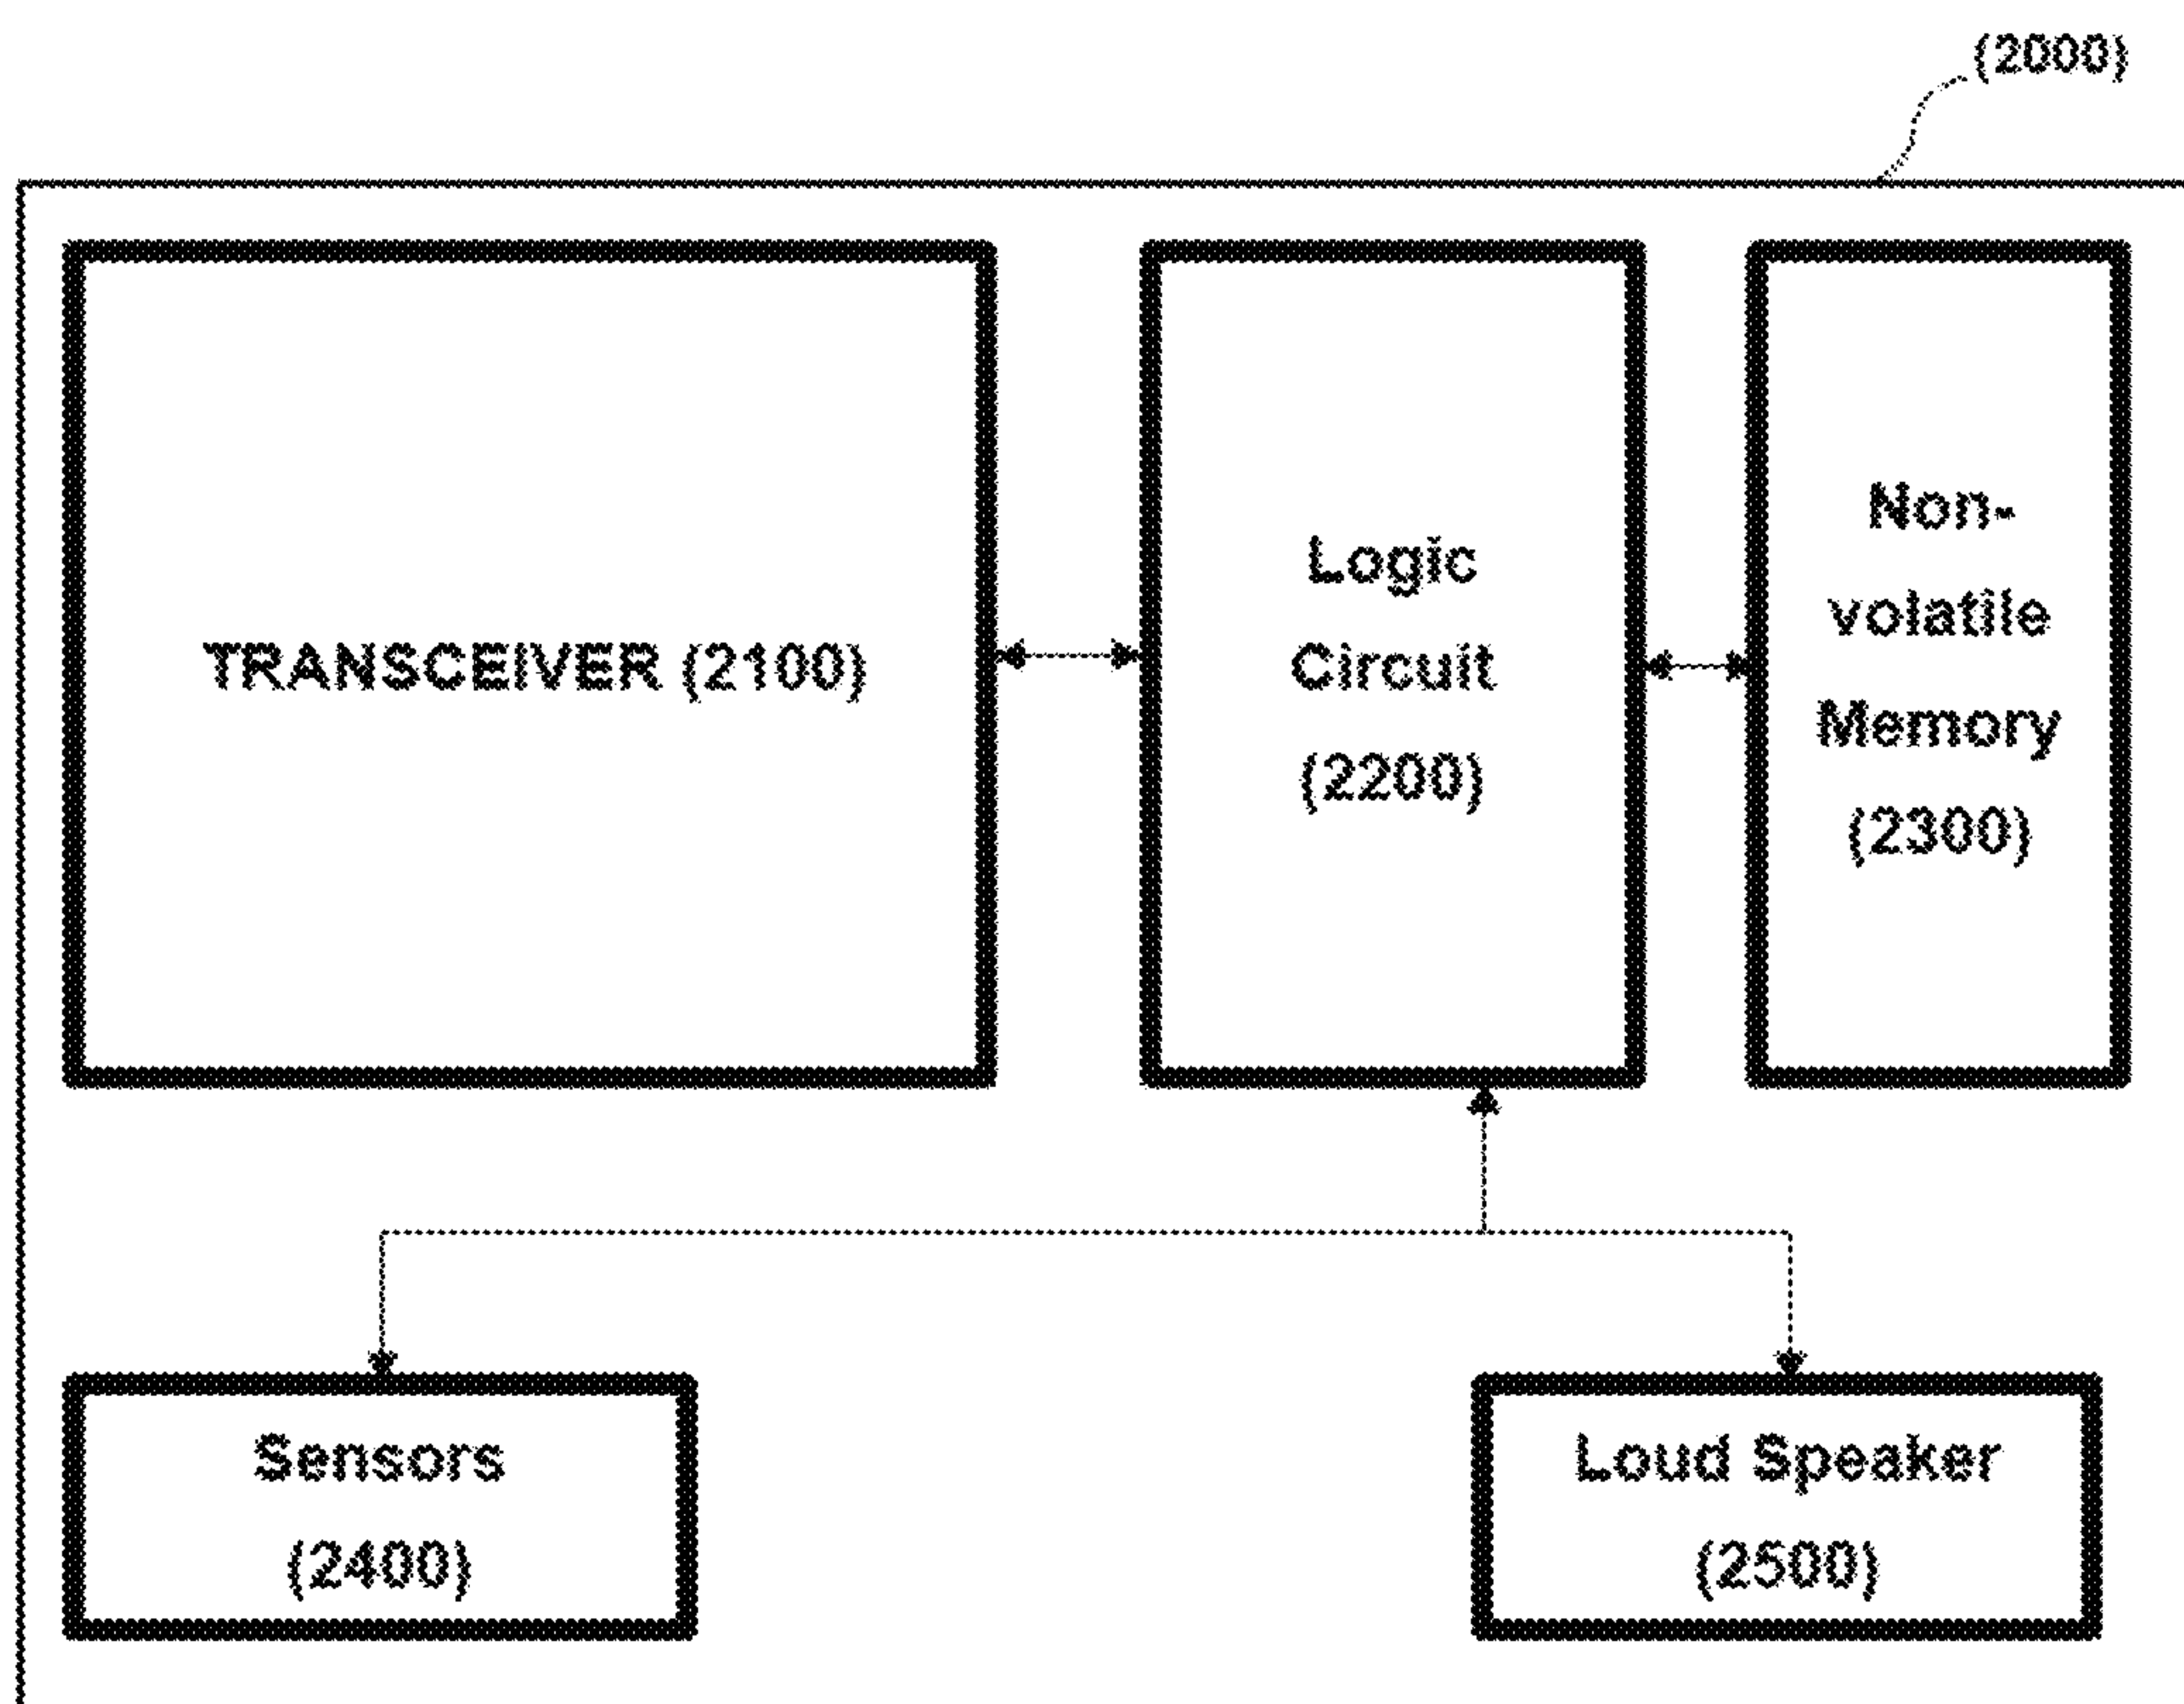 (2000)
TRANSCEIVER (2100)
Logic
Circuit
(2200)
Non-
volatile
Memory
(2300)
Sensors
(2400)
Loud Speaker
(2500)